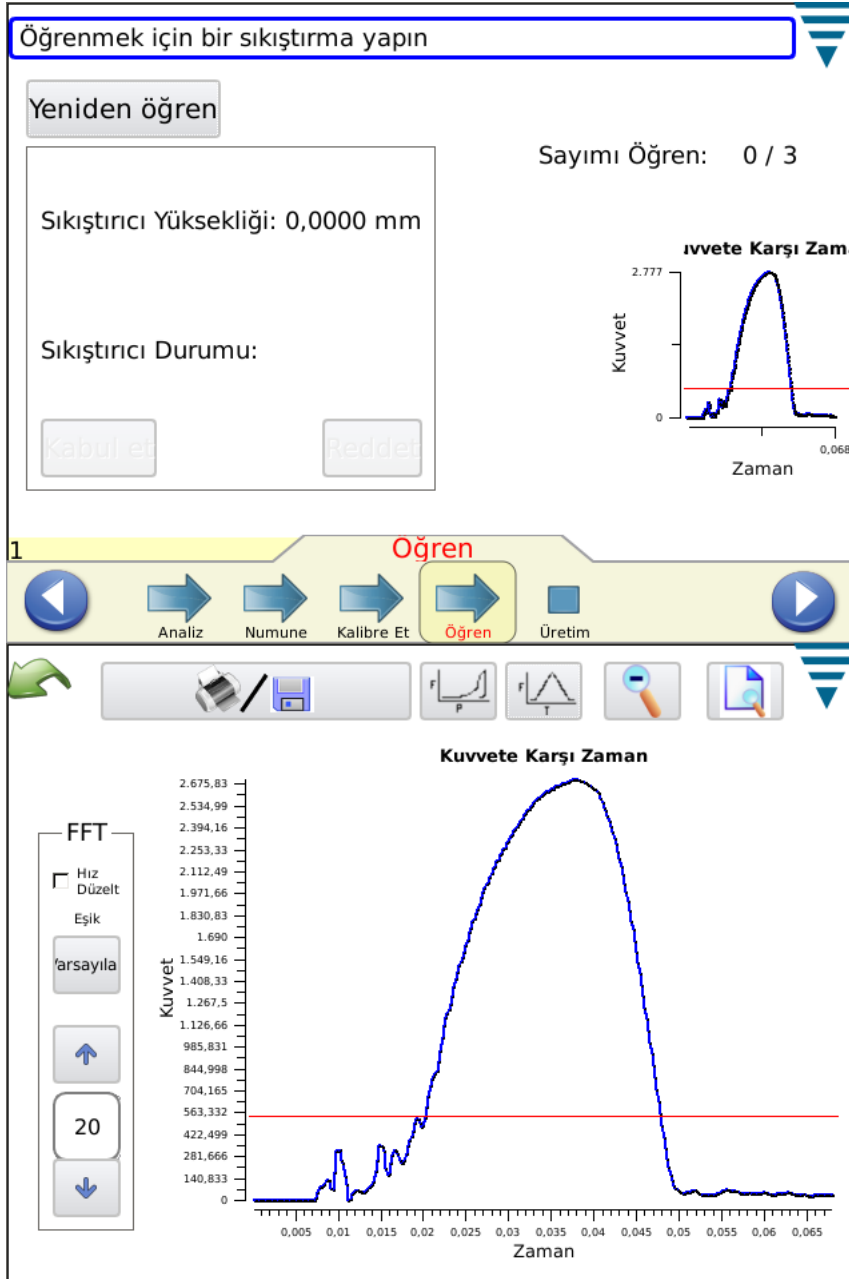 Öğrenmek için bir sıkıştırma yapın
Yeniden öğren
Sayımı Öğren: 0 / 3
Sıkıştırıcı Yüksekliği: 0,0000 mm
Sıkıştırıcı Durumu:
Kabul et
Reddet
ıvvete Karşı Zama
2.777
Kuvvet
0
0,068
Zaman
1
Öğren
Analiz
Numune
Kalibre Et
Öğren
Üretim
F
P
F
T
Kuvvete Karşı Zaman
FFT
Hız
Düzelt
Eşik
Varsayıla
20
Kuvvet
2.675,83
2.534,99
2.394,16
2.253,33
2.112,49
1.971,66
1.830,83
1.690
1.549,16
1.408,33
1.267,5
1.126,66
985,831
844,998
704,165
563,332
422,499
281,666
140,833
0
0,005 0,01 0,015 0,02 0,025 0,03 0,035 0,04 0,045 0,05 0,055 0,06 0,065
Zaman